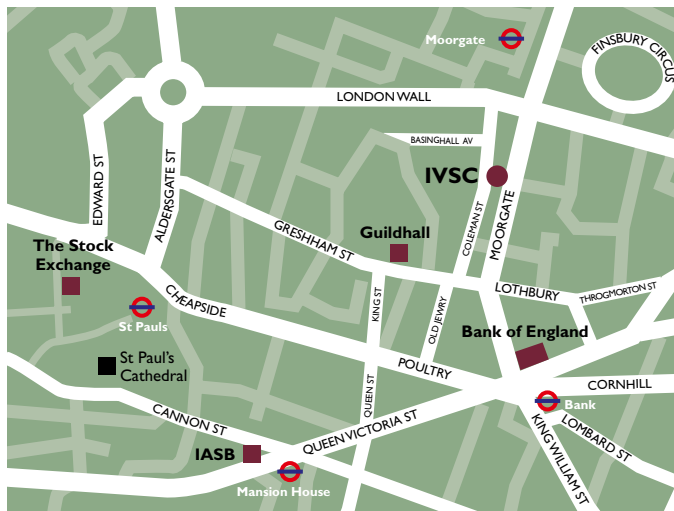 Moorgate
FINSBURY CIRCUS
LONDON WALL
BASINGHALL AV
IVSC
EDWARD ST
ALDERSGATE ST
COLEMAN ST
MOORGATE
GRESHHAM ST
Guildhall
The Stock
Exchange
LOTHBURY
THROGMORTON ST
CHEAPSIDE
KING ST
OLD JEWRY
St Pauls
Bank of England
St Paul's
Cathedral
POULTRY
CORNHILL
QUEEN ST
Bank
CANNON ST
QUEEN VICTORIA ST
KING WILLIAM ST
LOMBARD ST
IASB
Mansion House